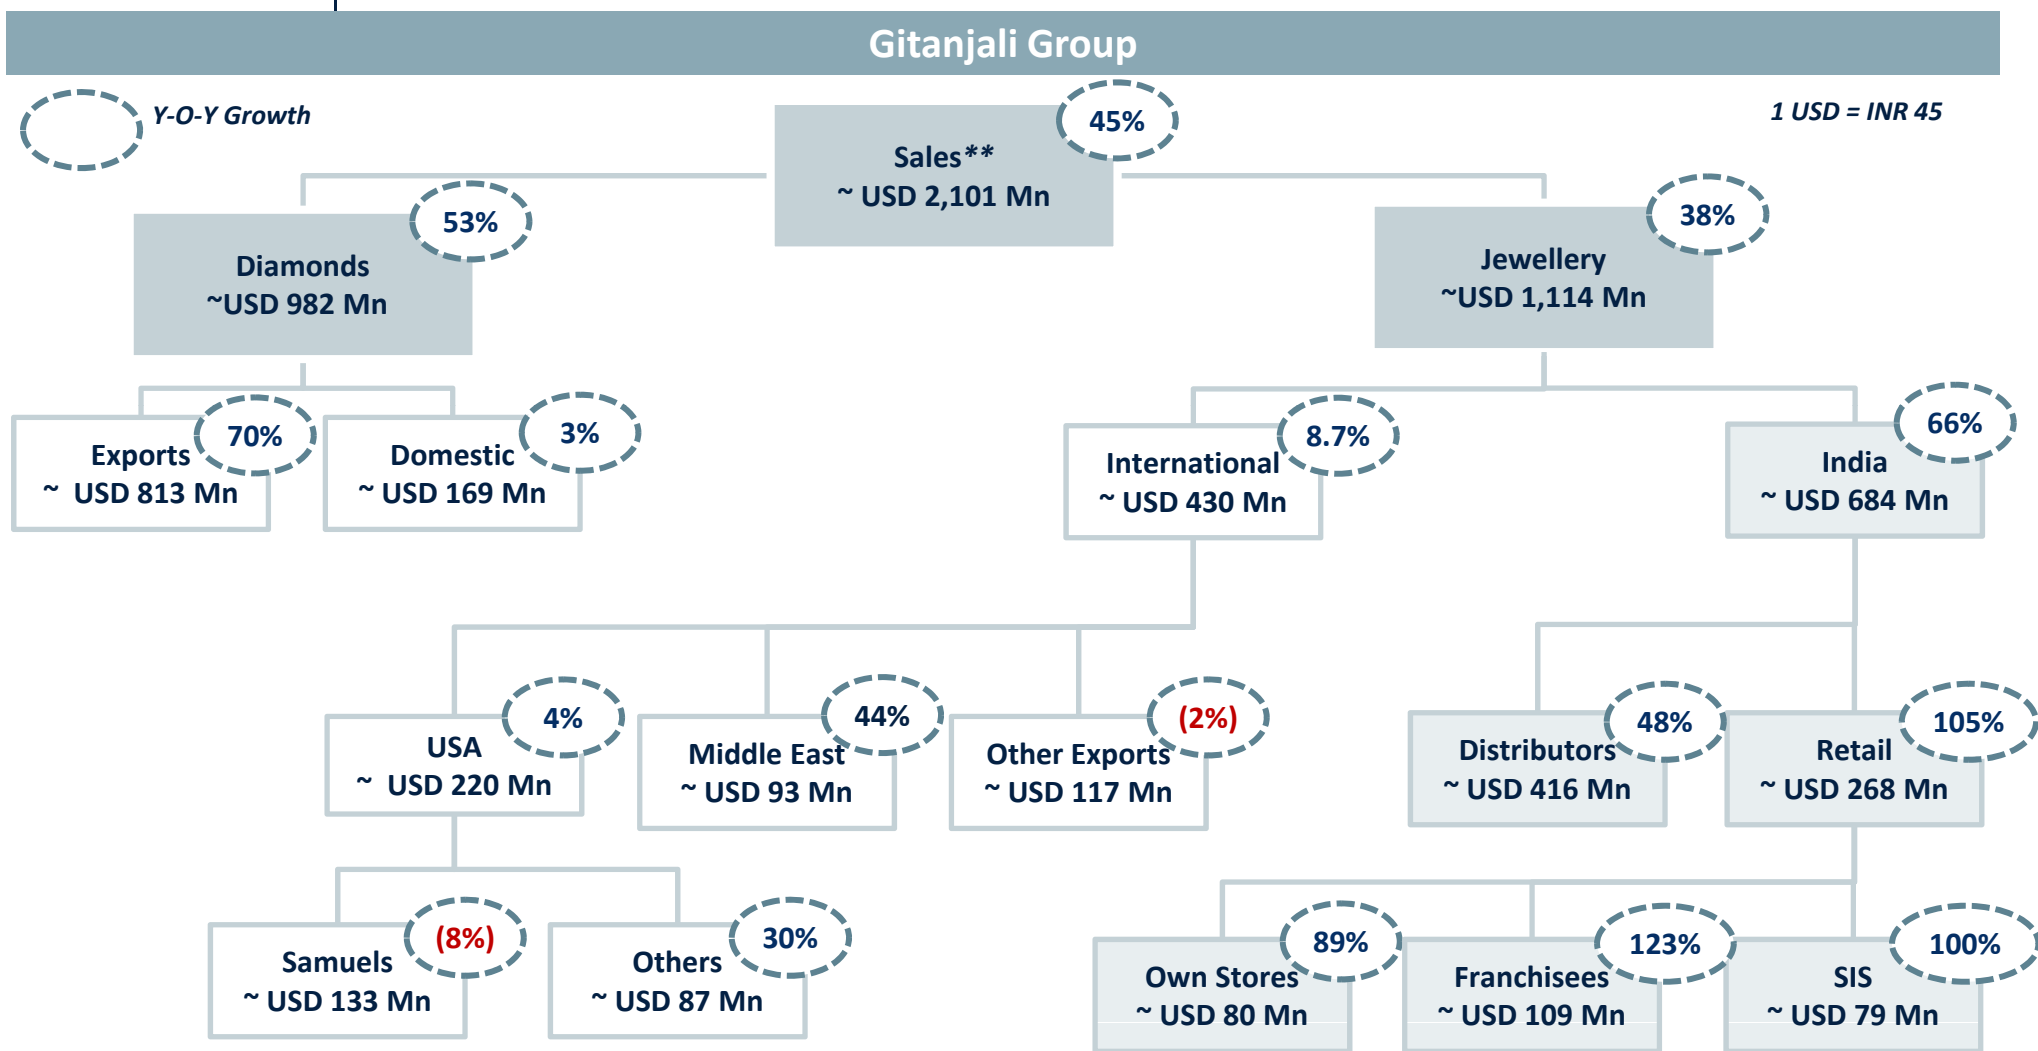 Gitanjali Group
Y-O-Y Growth
1 USD = INR 45
45%
Sales**
~ USD 2,101 Mn
53%
Diamonds
~USD 982 Mn
38%
Jewellery
~USD 1,114 Mn
70%
Exports
~ USD 813 Mn
3%
Domestic
~ USD 169 Mn
8.7%
International
~ USD 430 Mn
66%
India
~ USD 684 Mn
4%
USA
~ USD 220 Mn
44%
Middle East
~ USD 93 Mn
(2%)
Other Exports
~ USD 117 Mn
48%
Distributors
~ USD 416 Mn
105%
Retail
~ USD 268 Mn
(8%)
Samuels
~ USD 133 Mn
30%
Others
~ USD 87 Mn
89%
Own Stores
~ USD 80 Mn
123%
Franchisees
~ USD 109 Mn
100%
SIS
~ USD 79 Mn